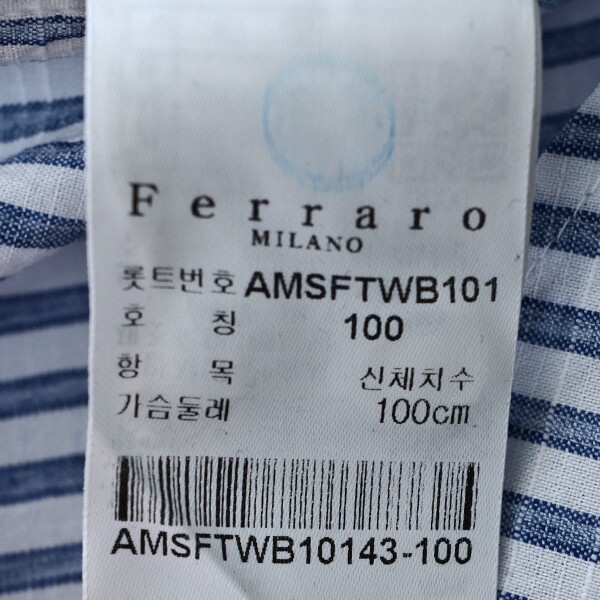 Ferraro
MILANO
롯트번호 AMSFTWB101
호 칭 100
항 목 신체치수
가슴둘레 100cm
AMSFTWB10143-100